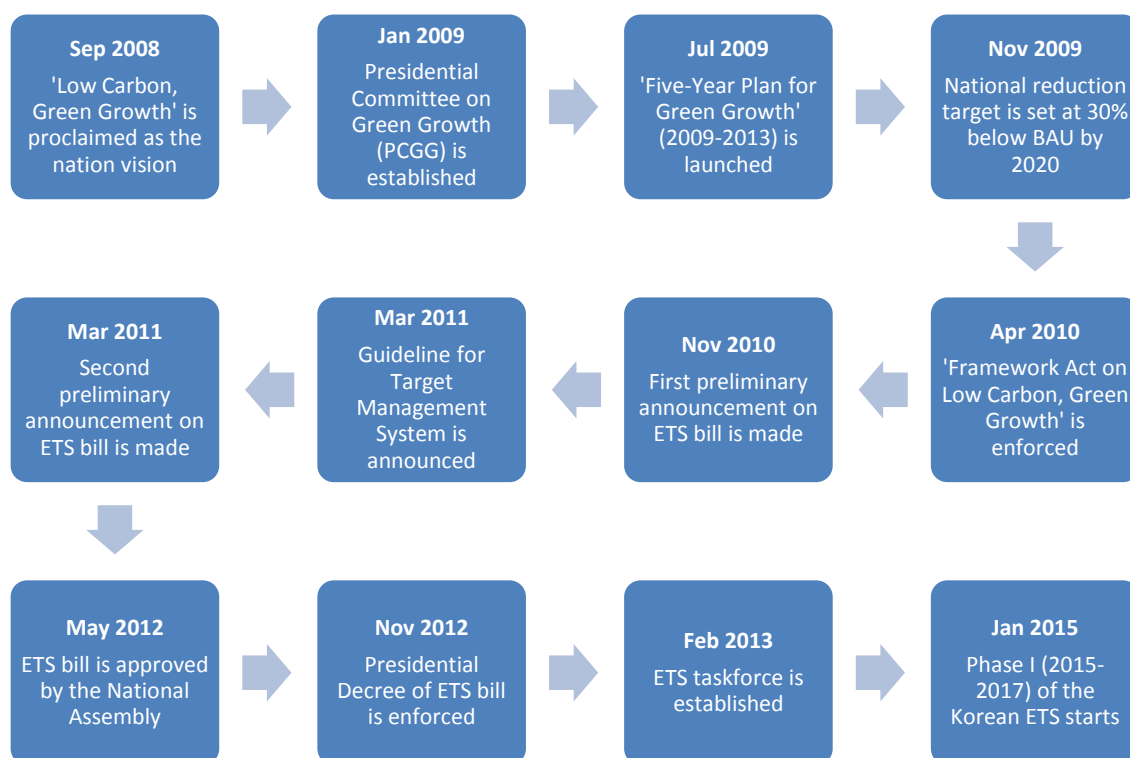 Sep 2008
'Low Carbon,
Green Growth' is
proclaimed as the
nation vision
Jan 2009
Presidential
Committee on
Green Growth
(PCGG) is
established
Jul 2009
'Five-Year Plan for
Green Growth'
(2009-2013) is
launched
Nov 2009
National reduction
target is set at 30%
below BAU by
2020
Apr 2010
'Framework Act on
Low Carbon, Green
Growth' is
enforced
Nov 2010
First preliminary
announcement on
ETS bill is made
Mar 2011
Guideline for
Target
Management
System is
announced
Mar 2011
Second
preliminary
announcement on
ETS bill is made
May 2012
ETS bill is approved
by the National
Assembly
Nov 2012
Presidential
Decree of ETS bill
is enforced
Feb 2013
ETS taskforce is
established
Jan 2015
Phase I (2015-
2017) of the
Korean ETS starts